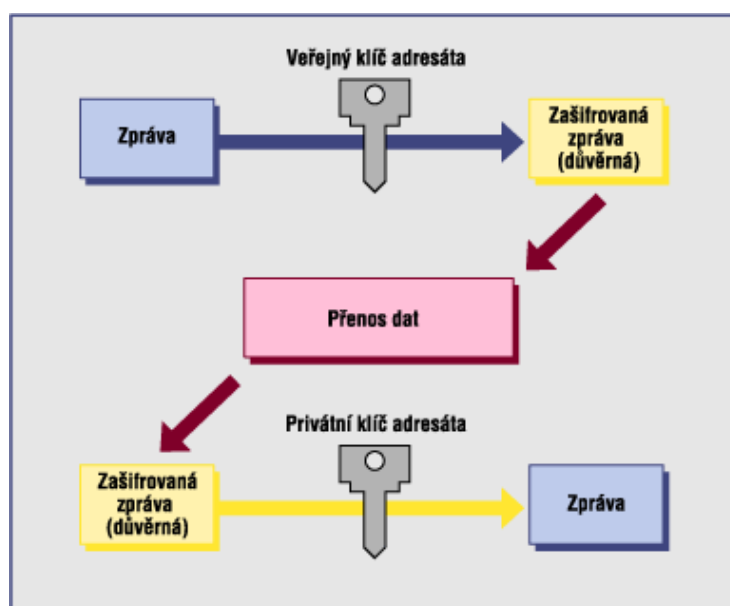 Veřejný klíč adresáta
Zpráva
Zašifrovaná
zpráva
(důvěrná)
Přenos dat
Privátní klíč adresáta
Zašifrovaná
zpráva
(důvěrná)
Zpráva